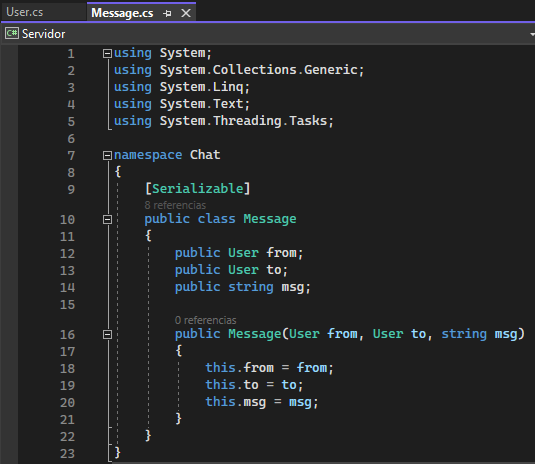 User.cs Message.cs
C# Servidor
1 using System;
2 using System.Collections.Generic;
3 using System.Linq;
4 using System.Text;
5 using System.Threading.Tasks;
6
7 namespace Chat
8 {
9 [Serializable]
8 referencias
10 public class Message
11 {
12 public User from;
13 public User to;
14 public string msg;
15
0 referencias
16 public Message(User from, User to, string msg)
17 {
18 this.from = from;
19 this.to = to;
20 this.msg = msg;
21 }
22 }
23 }